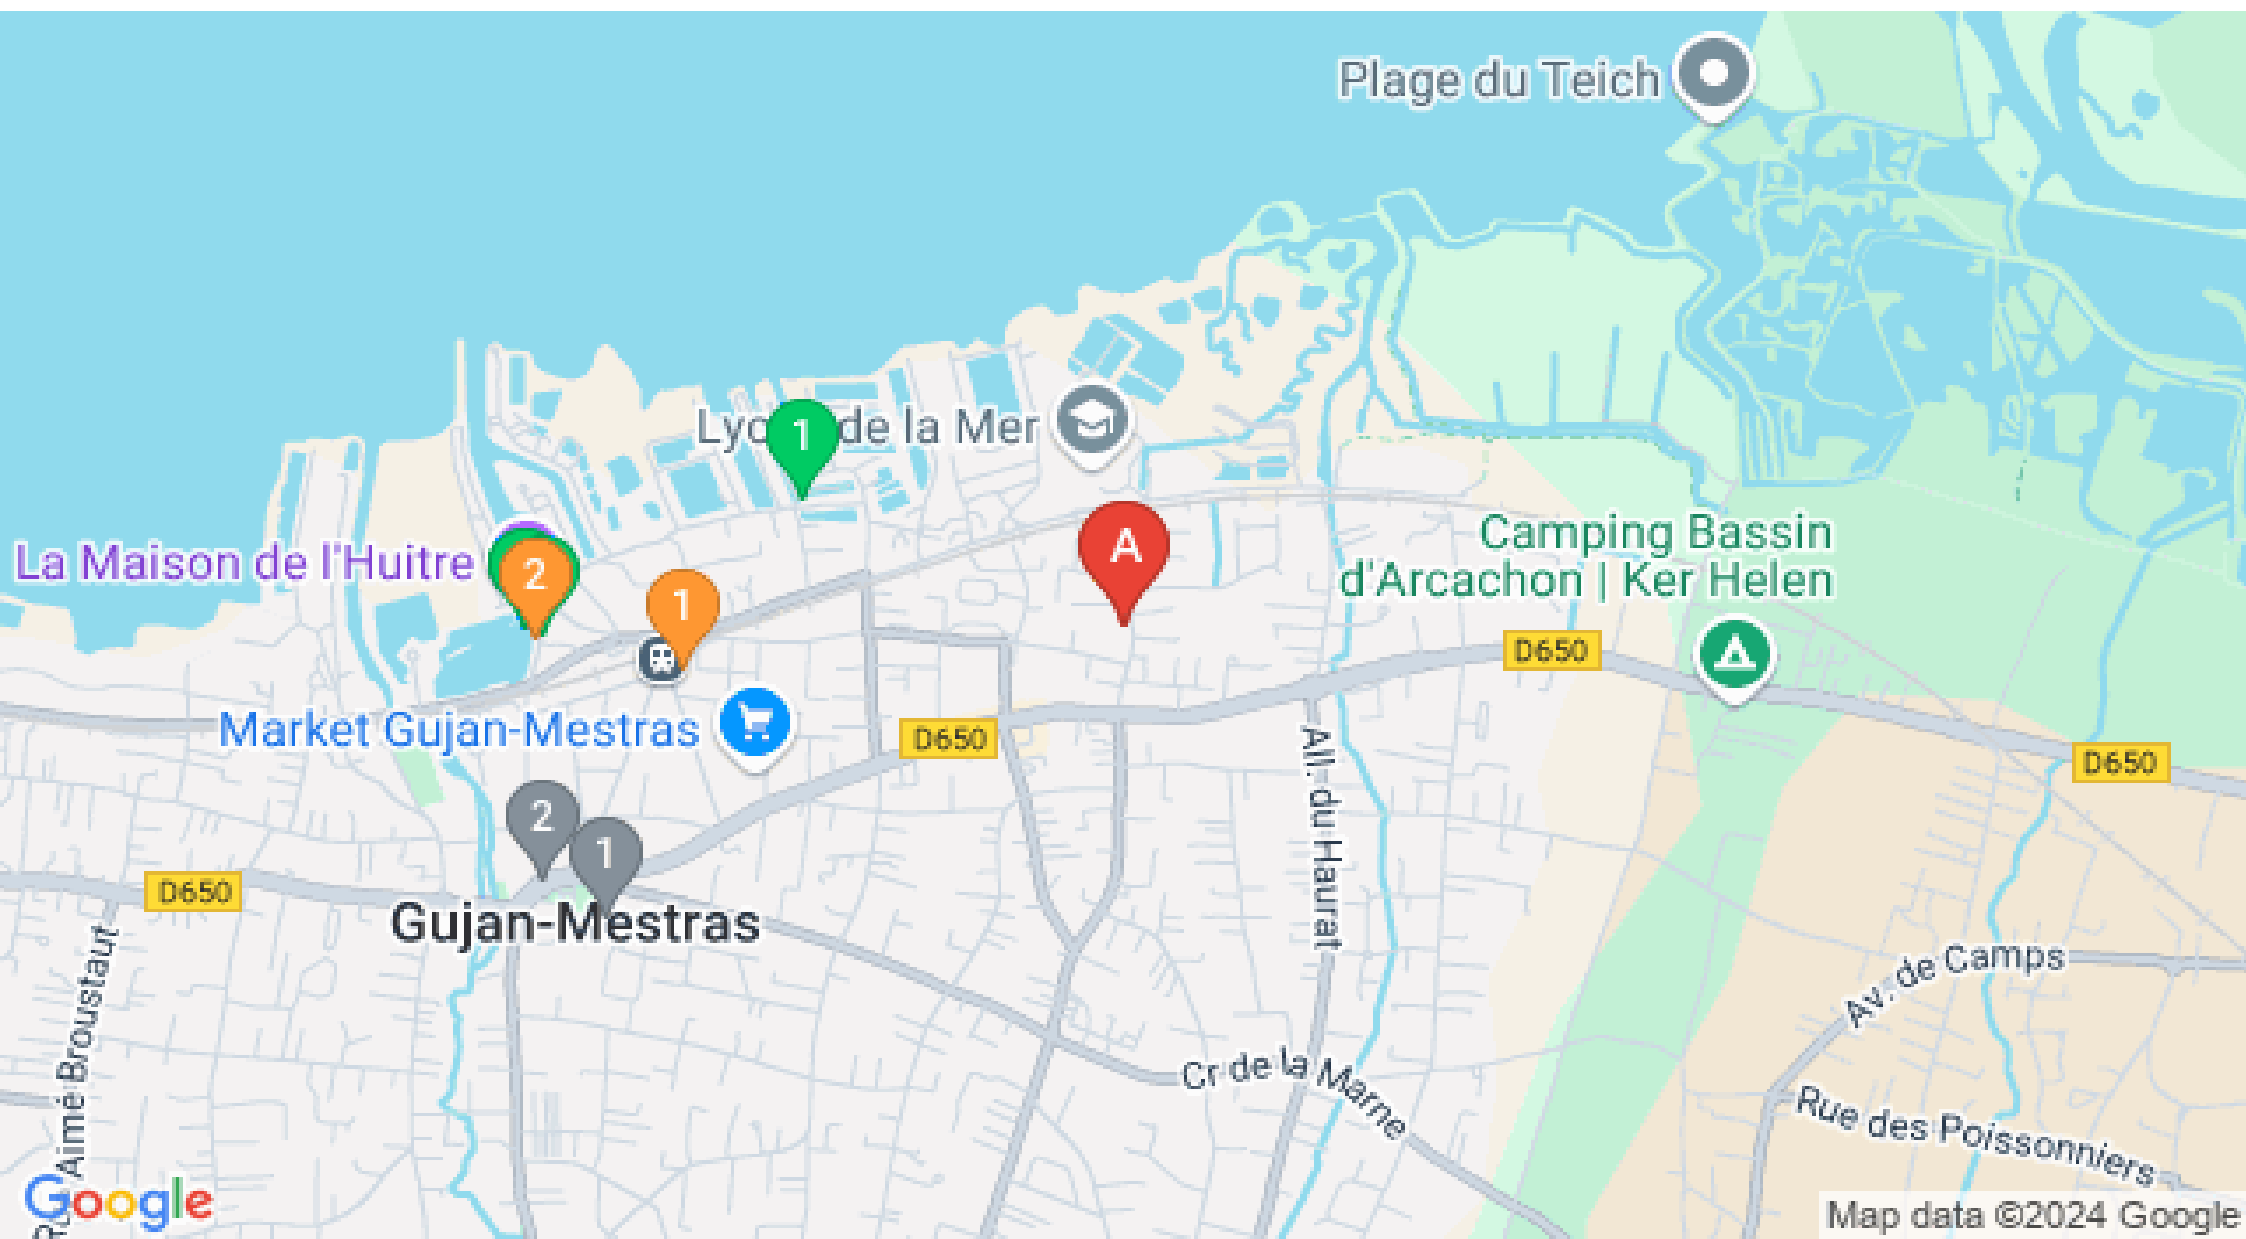 Plage du Teich
Lyc de la Mer
1
A
Camping Bassin
d'Arcachon | Ker Helen
La Maison de l'Huitre
2
1
D650
Market Gujan-Mestras
D650
D650
2
1
D650
Gujan-Mestras
All. du Haurat
Aimé Broustaut
Av. de Camps
Cr de la Marne
Rue des Poissonniers
Google
Map data ©2024 Google